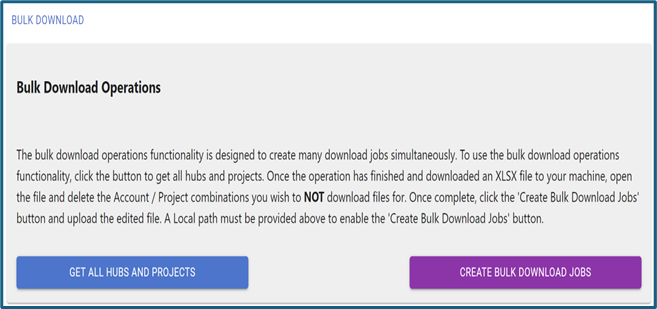 BULK DOWNLOAD
Bulk Download Operations
The bulk download operations functionality is designed to create many download jobs simultaneously. To use the bulk download operations
functionality, click the button to get all hubs and projects. Once the operation has finished and downloaded an XLSX file to your machine, open
the file and delete the Account / Project combinations you wish to NOT download files for. Once complete, click the 'Create Bulk Download Jobs'
button and upload the edited file. A Local path must be provided above to enable the 'Create Bulk Download Jobs' button.
GET ALL HUBS AND PROJECTS
CREATE BULK DOWNLOAD JOBS